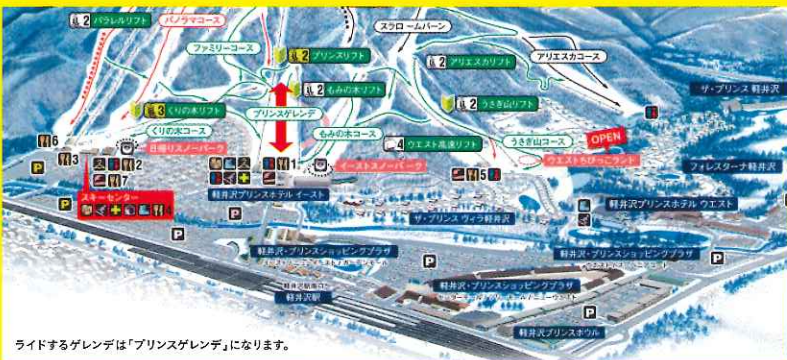 2 パラレルリフト
パノラマコース
ファミリーコース
2 プリンスリフト
スラロームバーン
2 アリエスカリフト
アリエスカコース
ザ・プリンス 軽井沢
3 くりの木リフト
プリンスゲレンデ
2 もみの木リフト
2 うさぎ山リフト
くりの木コース
もみの木コース
4 ウエスト高速リフト
うさぎ山コース
OPEN
日帰りスノーパーク
イーストスノーパーク
ウエストちびっこランド
フォレスターナ軽井沢
6
3
2
7
1
5
P
スキーセンター
軽井沢プリンスホテル イースト
ザ・プリンス ヴィラ軽井沢
軽井沢プリンスホテル ウエスト
P
P
P
P
P
軽井沢・プリンスショッピングプラザ
軽井沢・プリンスショッピングプラザ
軽井沢・プリンスショッピングプラザ
軽井沢駅南口
軽井沢駅
P
P
軽井沢プリンスボウル
ライドするゲレンデは「プリンスゲレンデ」になります。